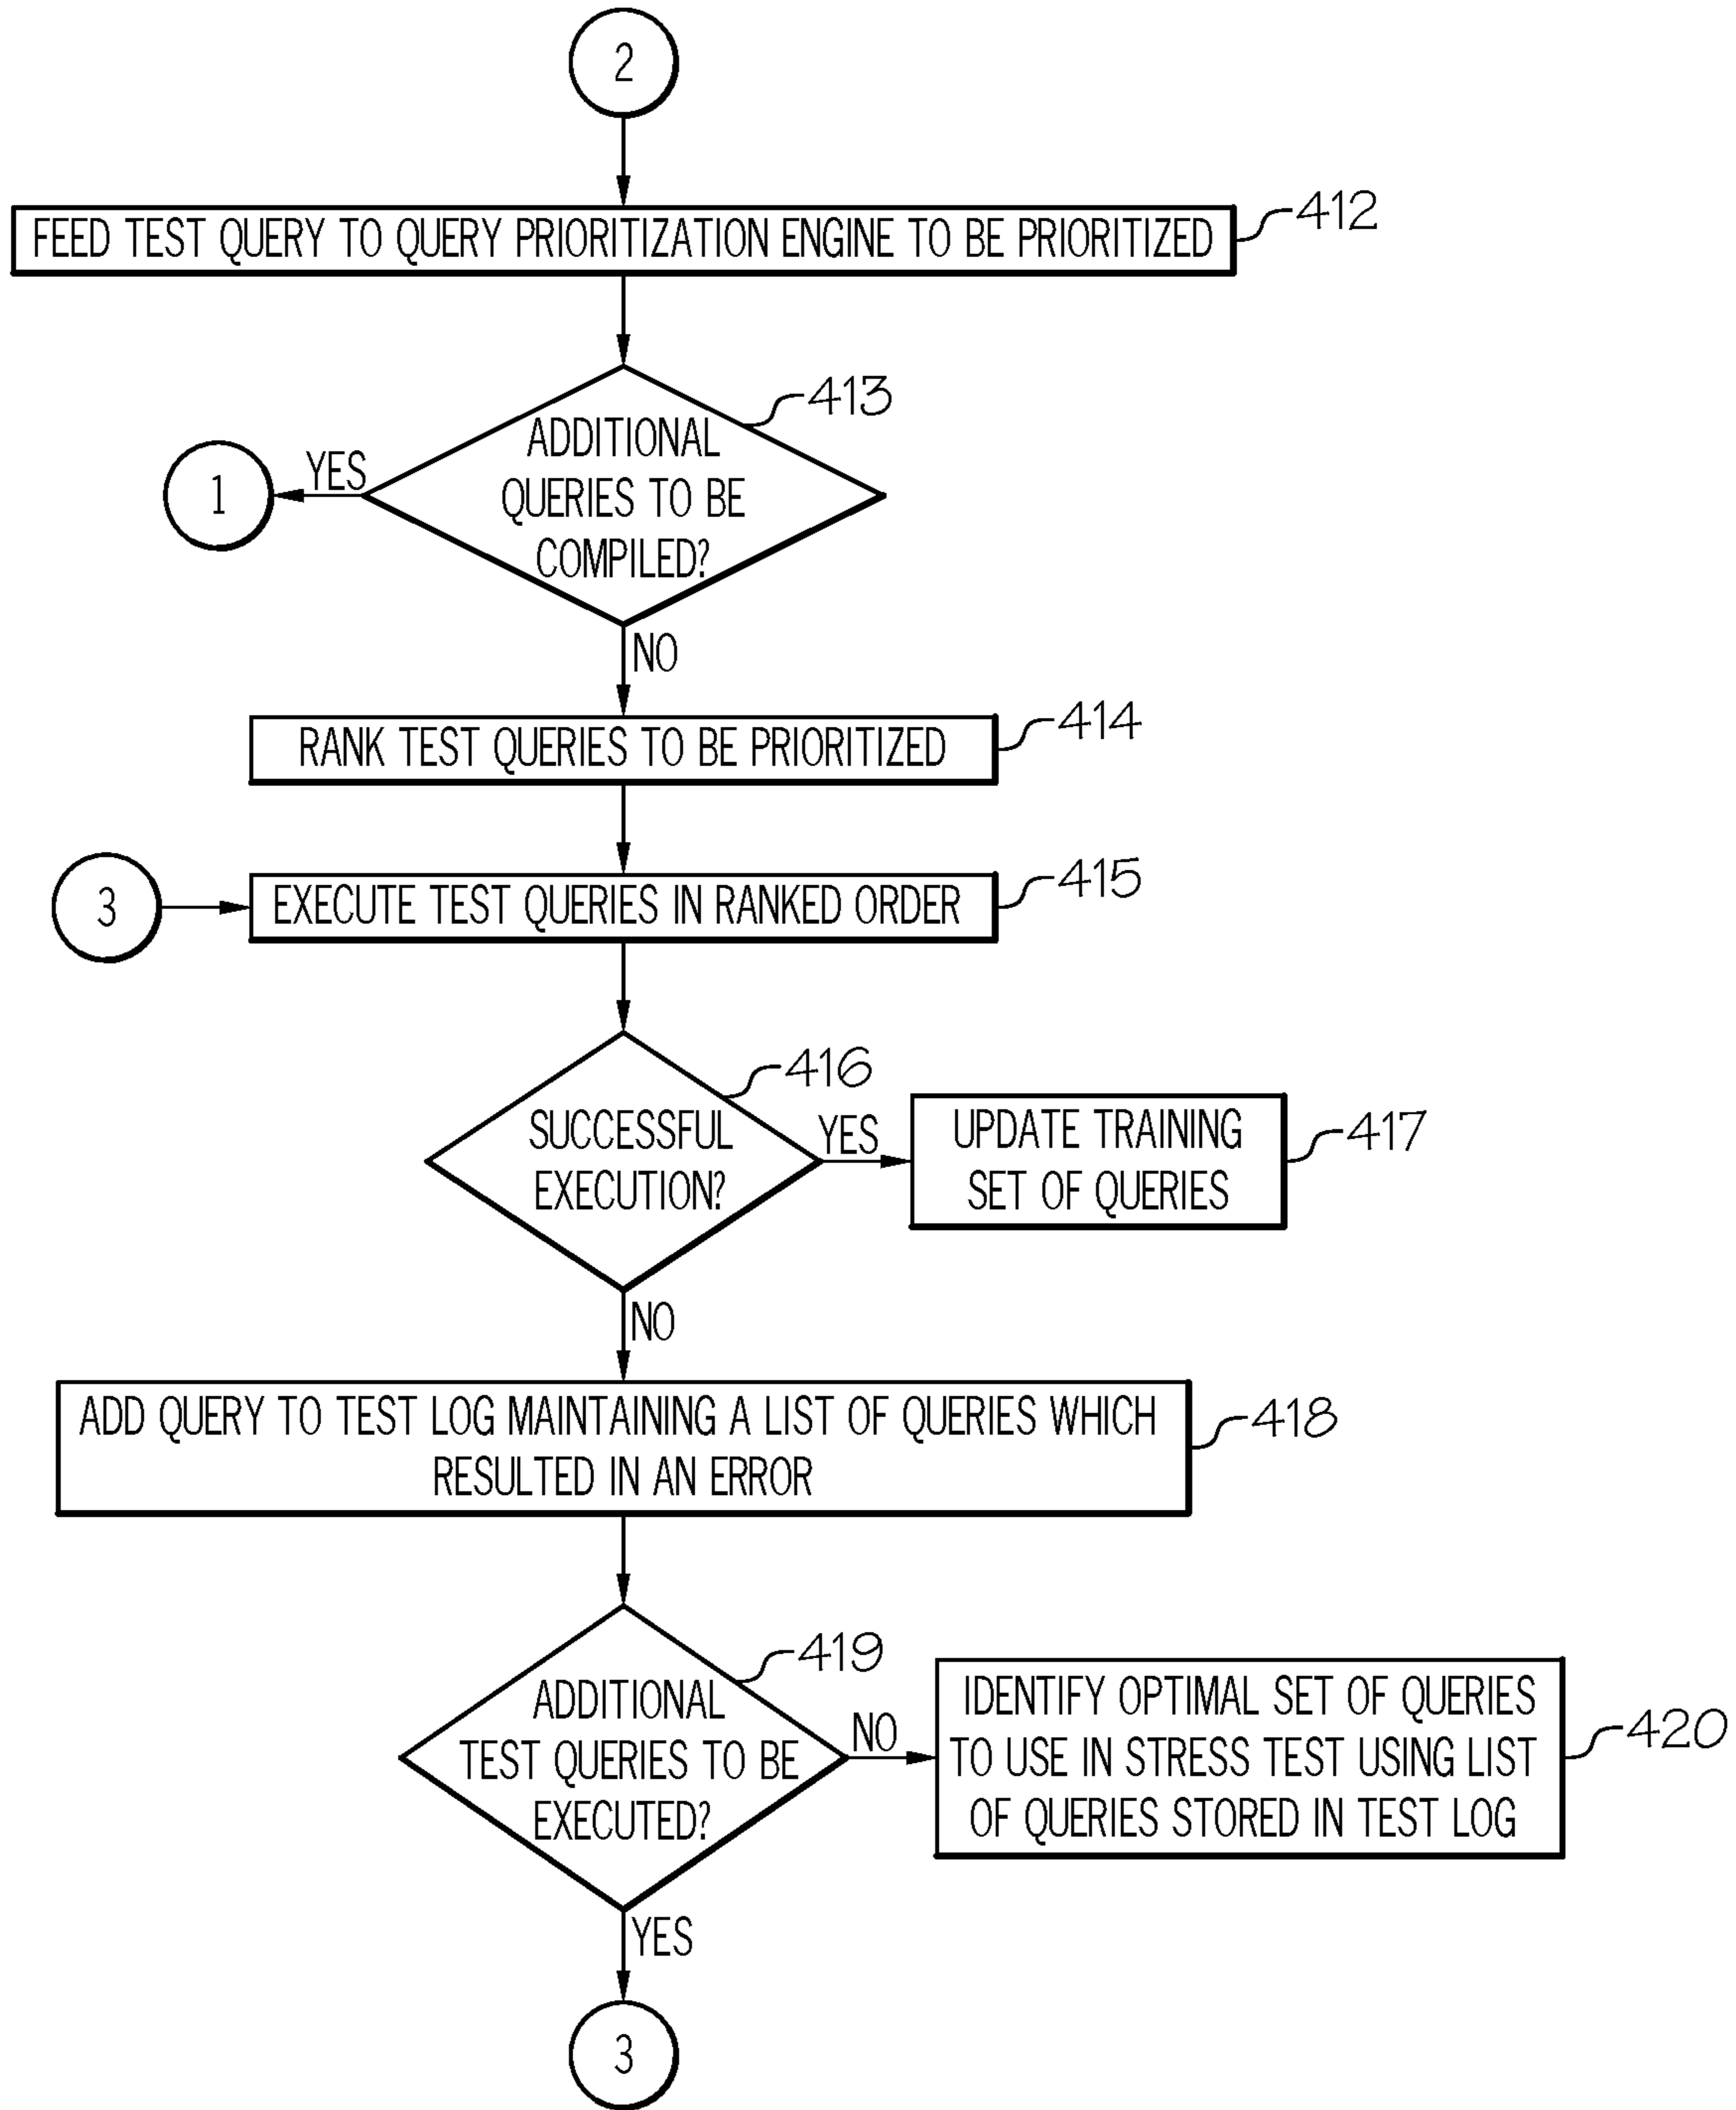 2
FEED TEST QUERY TO QUERY PRIORITIZATION ENGINE TO BE PRIORITIZED
412
413
ADDITIONAL
QUERIES TO BE
COMPILED?
YES
1
NO
RANK TEST QUERIES TO BE PRIORITIZED
414
3
EXECUTE TEST QUERIES IN RANKED ORDER
415
416
SUCCESSFUL
EXECUTION?
YES
UPDATE TRAINING
SET OF QUERIES
417
NO
ADD QUERY TO TEST LOG MAINTAINING A LIST OF QUERIES WHICH
RESULTED IN AN ERROR
418
419
ADDITIONAL
TEST QUERIES TO BE
EXECUTED?
NO
IDENTIFY OPTIMAL SET OF QUERIES
TO USE IN STRESS TEST USING LIST
OF QUERIES STORED IN TEST LOG
420
YES
3